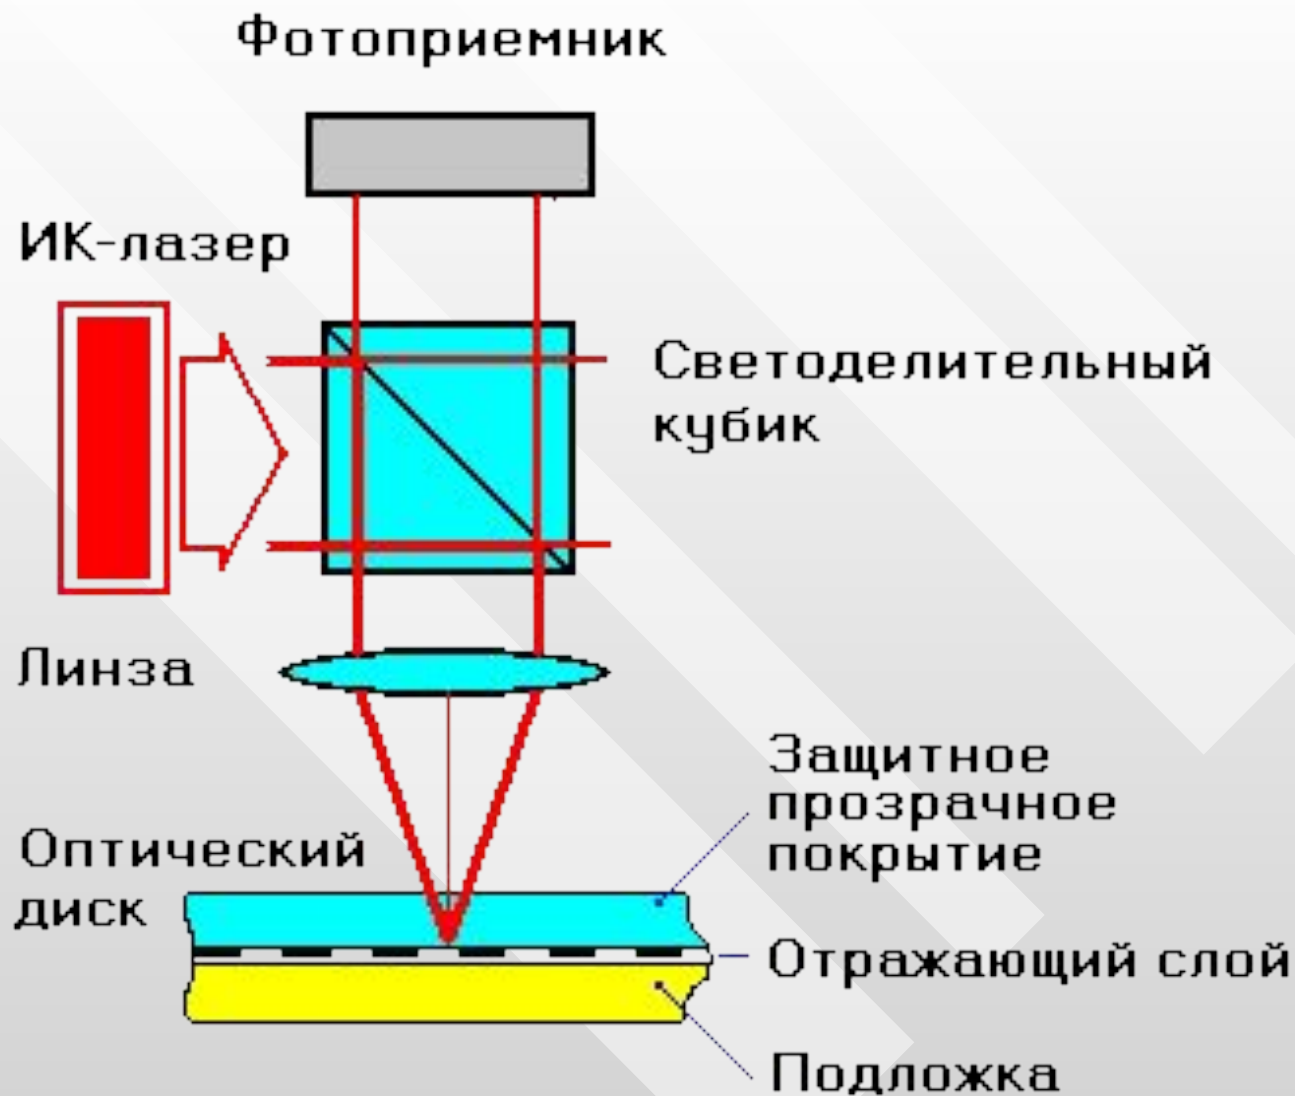 Фотоприемник
ИК-лазер
Светоделительный
кубик
Линза
Защитное
прозрачное
покрытие
Оптический
диск
Отражающий слой
Подложка